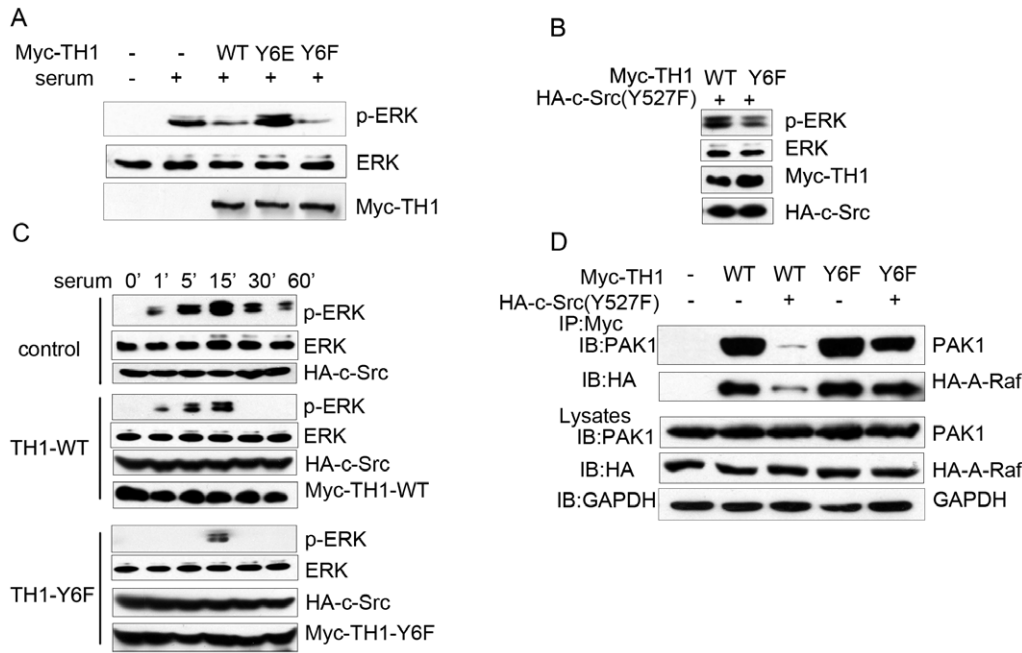 A
Myc-TH1 - - WT Y6E Y6F
serum - + + + +
p-ERK
ERK
Myc-TH1
B
Myc-TH1 WT Y6F
HA-c-Src(Y527F) + +
p-ERK
ERK
Myc-TH1
HA-c-Src
C
serum 0' 1' 5' 15' 30' 60'
control
p-ERK
ERK
HA-c-Src
TH1-WT
p-ERK
ERK
HA-c-Src
Myc-TH1-WT
TH1-Y6F
p-ERK
ERK
HA-c-Src
Myc-TH1-Y6F
D
Myc-TH1 - WT WT Y6F Y6F
HA-c-Src(Y527F) - - + - +
IP:Myc
IB:PAK1 PAK1
IB:HA HA-A-Raf
Lysates
IB:PAK1 PAK1
IB:HA HA-A-Raf
IB:GAPDH GAPDH